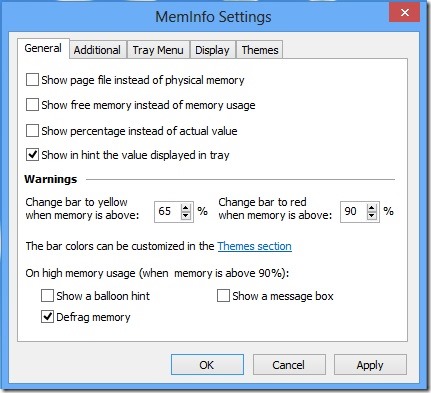 MemInfo Settings
General Additional Tray Menu Display Themes
Show page file instead of physical memory
Show free memory instead of memory usage
Show percentage instead of actual value
Show in hint the value displayed in tray
Warnings
Change bar to yellow Change bar to red
when memory is above: 65 % when memory is above: 90 %
The bar colors can be customized in the Themes section
On high memory usage (when memory is above 90%):
Show a balloon hint Show a message box
Defrag memory
OK Cancel Apply